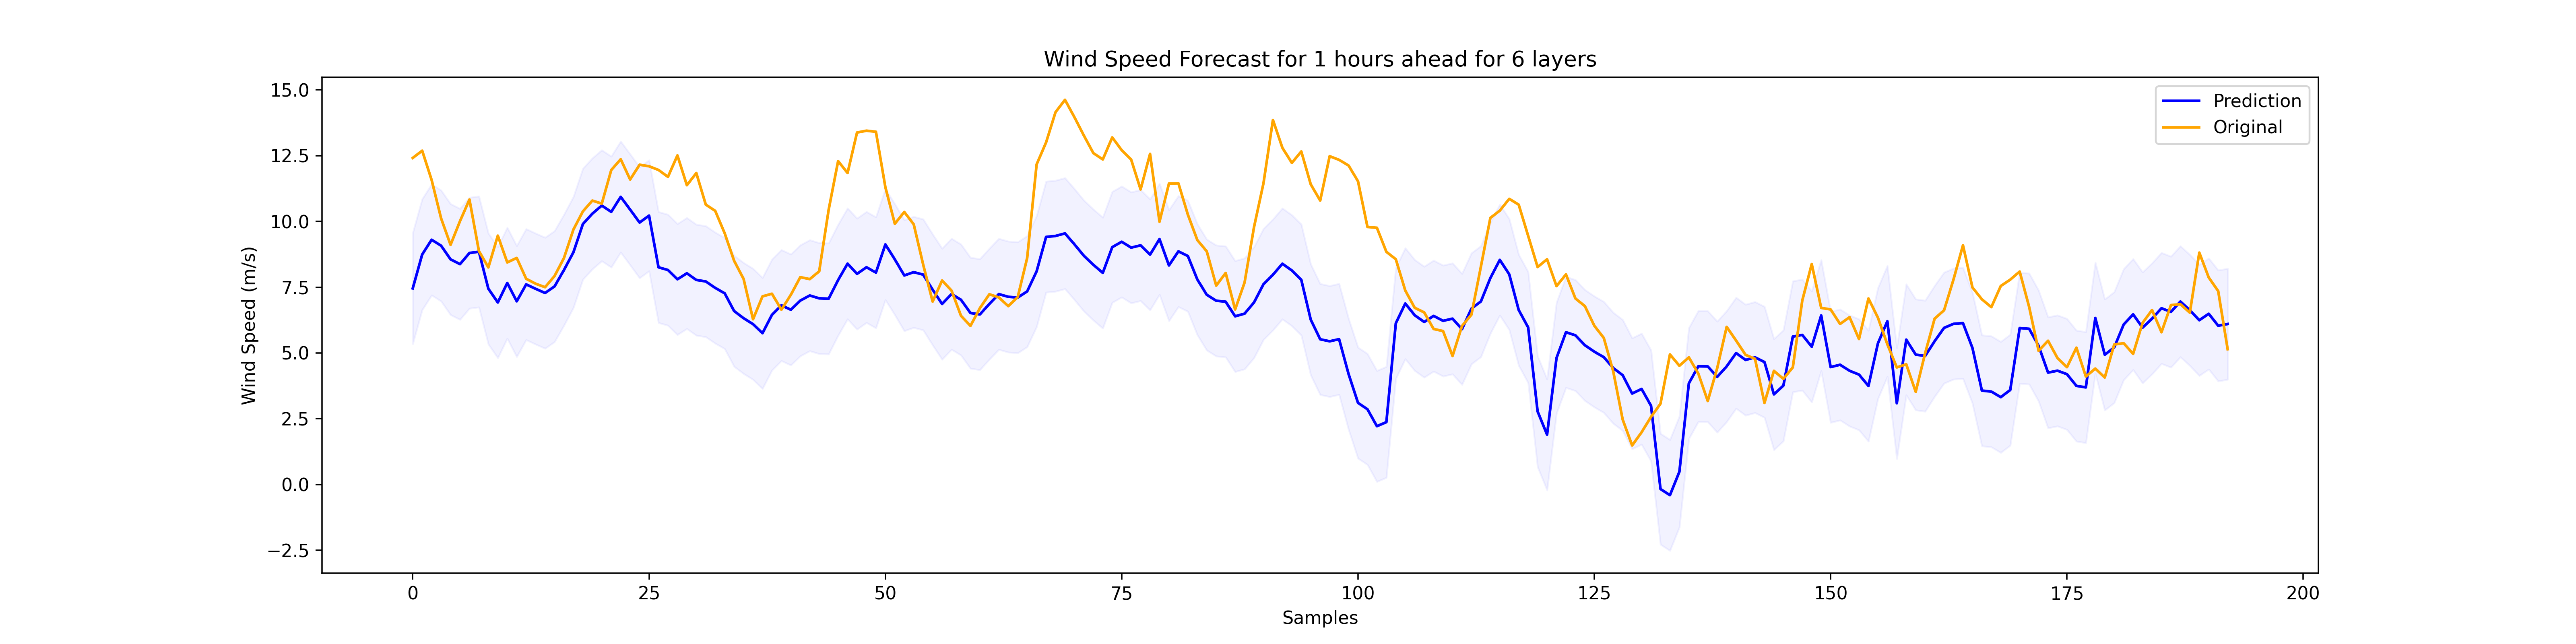 Wind Speed Forecast for 1 hours ahead for 6 layers
Prediction
Original
Wind Speed (m/s)
15.0
12.5
10.0
7.5
5.0
2.5
0.0
−2.5
0 25 50 75 100 125 150 175 200
Samples